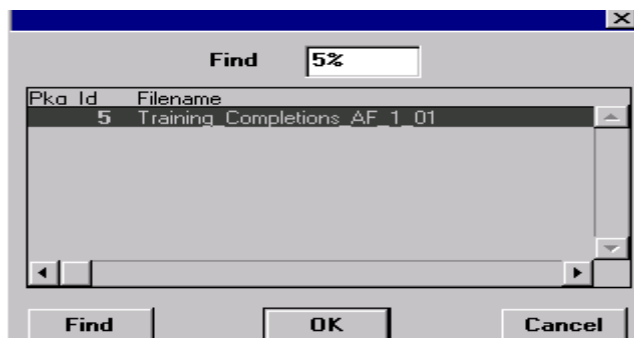 Find 5%
Pkg Id Filename
5 Training_Completions_AF_1_01
Find OK Cancel